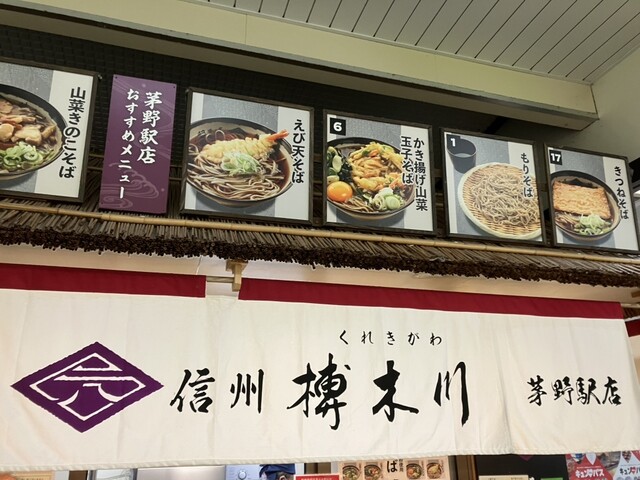 山菜きのこそば
茅野駅店
おすすめメニュー
えび天そば
6
かき揚げ山菜
玉子そば
1
もりそば
17
きつねそば
くれきがわ
信州 榑木川 茅野駅店